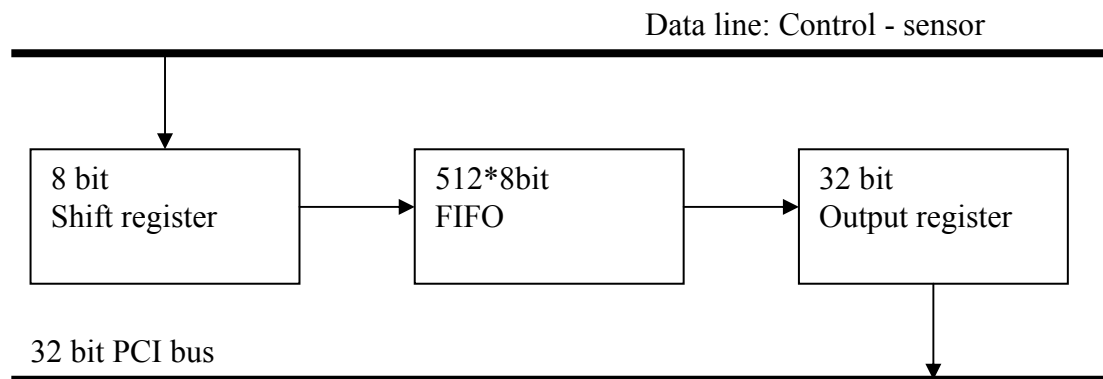 Data line: Control - sensor
8 bit
Shift register
512*8bit
FIFO
32 bit
Output register
32 bit PCI bus